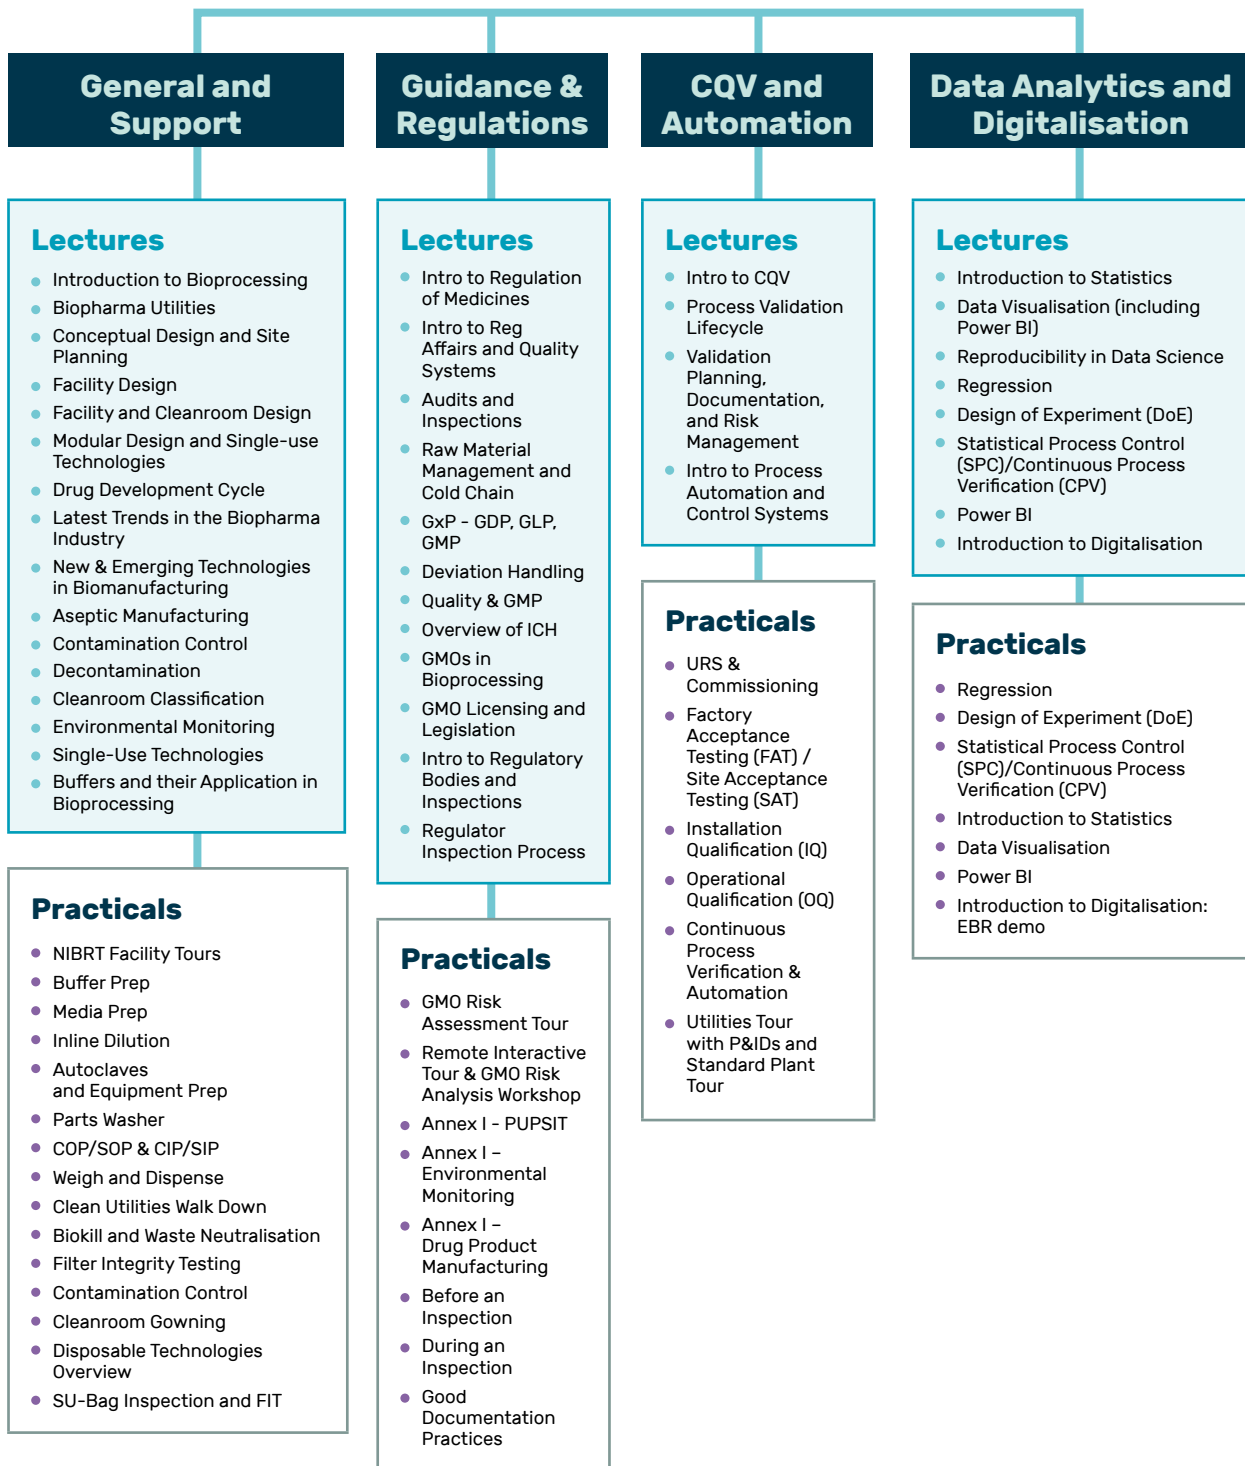 General and
Support
Lectures
Introduction to Bioprocessing
Biopharma Utilities
Conceptual Design and Site
Planning
Facility Design
Facility and Cleanroom Design
Modular Design and Single-use
Technologies
Drug Development Cycle
Latest Trends in the Biopharma
Industry
New & Emerging Technologies
in Biomanufacturing
Aseptic Manufacturing
Contamination Control
Decontamination
Cleanroom Classification
Environmental Monitoring
Single-Use Technologies
Buffers and their Application in
Bioprocessing
Practicals
NIBRT Facility Tours
Buffer Prep
Media Prep
Inline Dilution
Autoclaves
and Equipment Prep
Parts Washer
COP/SOP & CIP/SIP
Weigh and Dispense
Clean Utilities Walk Down
Biokill and Waste Neutralisation
Filter Integrity Testing
Contamination Control
Cleanroom Gowning
Disposable Technologies
Overview
SU-Bag Inspection and FIT
Guidance &
Regulations
Lectures
Intro to Regulation
of Medicines
Intro to Reg
Affairs and Quality
Systems
Audits and
Inspections
Raw Material
Management and
Cold Chain
GxP - GDP, GLP,
GMP
Deviation Handling
Quality & GMP
Overview of ICH
GMOs in
Bioprocessing
GMO Licensing and
Legislation
Intro to Regulatory
Bodies and
Inspections
Regulator
Inspection Process
Practicals
GMO Risk
Assessment Tour
Remote Interactive
Tour & GMO Risk
Analysis Workshop
Annex I - PUPSIT
Annex I –
Environmental
Monitoring
Annex I –
Drug Product
Manufacturing
Before an
Inspection
During an
Inspection
Good
Documentation
Practices
CQV and
Automation
Lectures
Intro to CQV
Process Validation
Lifecycle
Validation
Planning,
Documentation,
and Risk
Management
Intro to Process
Automation and
Control Systems
Practicals
URS &
Commissioning
Factory
Acceptance
Testing (FAT) /
Site Acceptance
Testing (SAT)
Installation
Qualification (IQ)
Operational
Qualification (OQ)
Continuous
Process
Verification &
Automation
Utilities Tour
with P&IDs and
Standard Plant
Tour
Data Analytics and
Digitalisation
Lectures
Introduction to Statistics
Data Visualisation (including
Power BI)
Reproducibility in Data Science
Regression
Design of Experiment (DoE)
Statistical Process Control
(SPC)/Continuous Process
Verification (CPV)
Power BI
Introduction to Digitalisation
Practicals
Regression
Design of Experiment (DoE)
Statistical Process Control
(SPC)/Continuous Process
Verification (CPV)
Introduction to Statistics
Data Visualisation
Power BI
Introduction to Digitalisation:
EBR demo